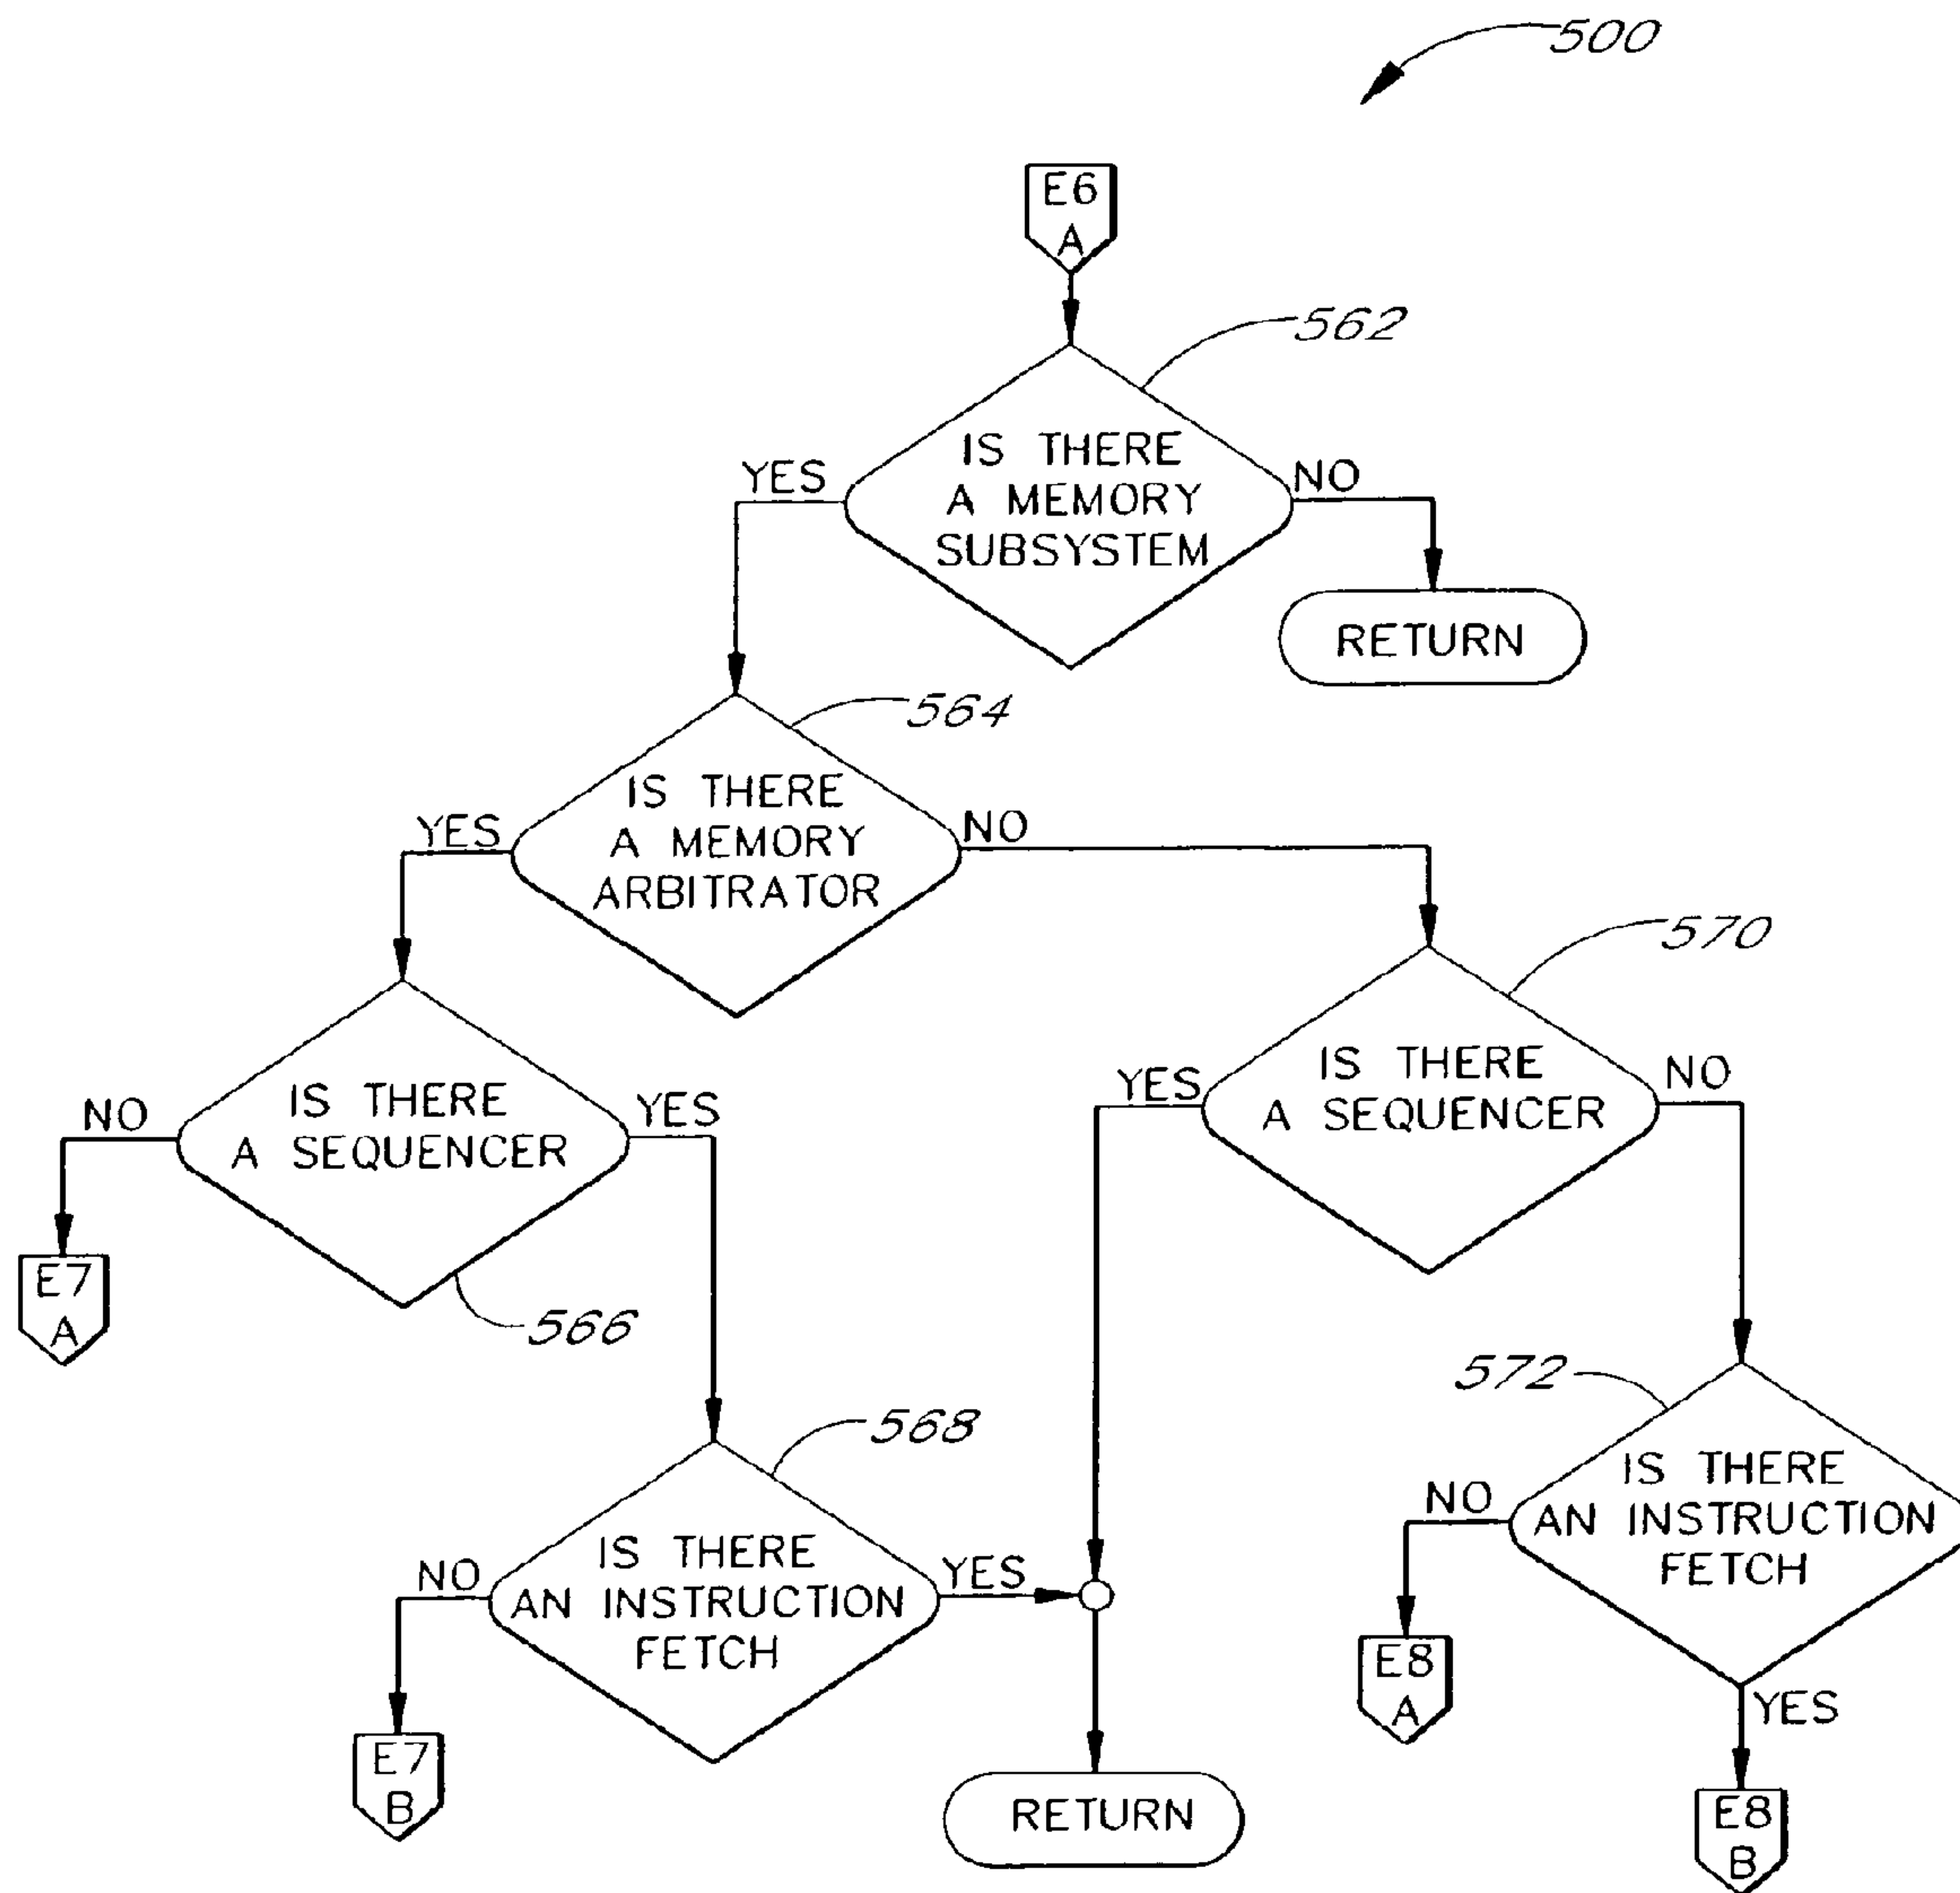 500
E6
A
562
IS THERE
A MEMORY
SUBSYSTEM
YES
NO
RETURN
564
IS THERE
A MEMORY
ARBITRATOR
YES
NO
570
IS THERE
A SEQUENCER
NO
YES
566
E7
A
IS THERE
A SEQUENCER
YES
NO
568
IS THERE
AN INSTRUCTION
FETCH
NO
YES
E7
B
572
IS THERE
AN INSTRUCTION
FETCH
NO
YES
E8
A
E8
B
RETURN